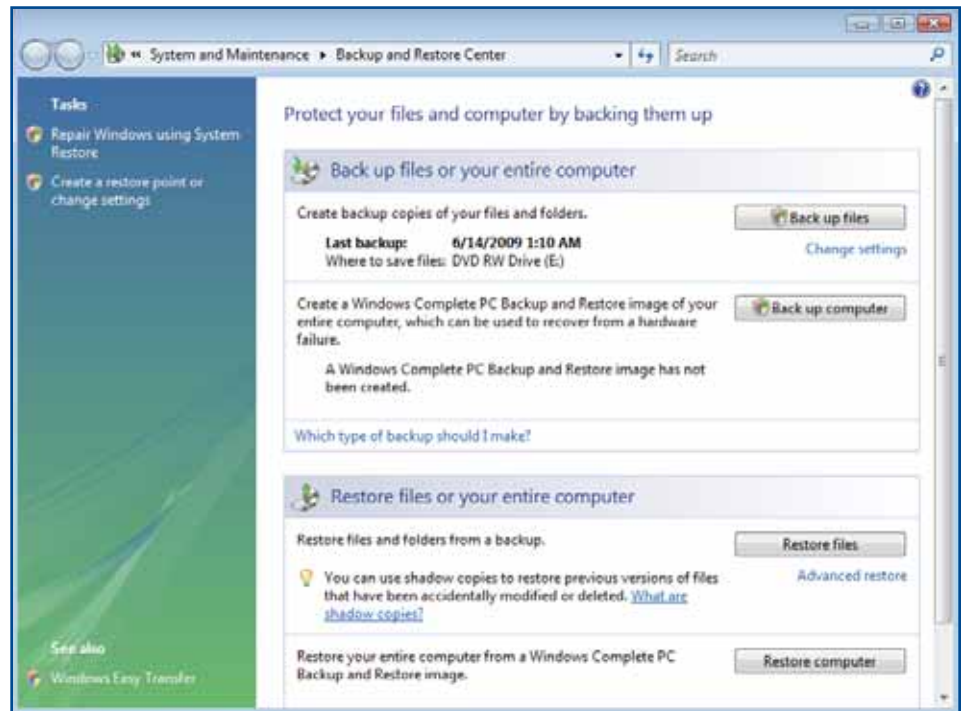 « System and Maintenance ▸ Backup and Restore Center
Search
Tasks
Repair Windows using System
Restore
Create a restore point or
change settings
See also
Windows Easy Transfer
Protect your files and computer by backing them up
Back up files or your entire computer
Create backup copies of your files and folders.
Back up files
Last backup: 6/14/2009 1:10 AM
Change settings
Where to save files: DVD RW Drive (E:)
Create a Windows Complete PC Backup and Restore image of your
entire computer, which can be used to recover from a hardware
failure.
Back up computer
A Windows Complete PC Backup and Restore image has not
been created.
Which type of backup should I make?
Restore files or your entire computer
Restore files and folders from a backup.
Restore files
You can use shadow copies to restore previous versions of files
that have been accidentally modified or deleted. What are
shadow copies?
Advanced restore
Restore your entire computer from a Windows Complete PC
Backup and Restore image.
Restore computer